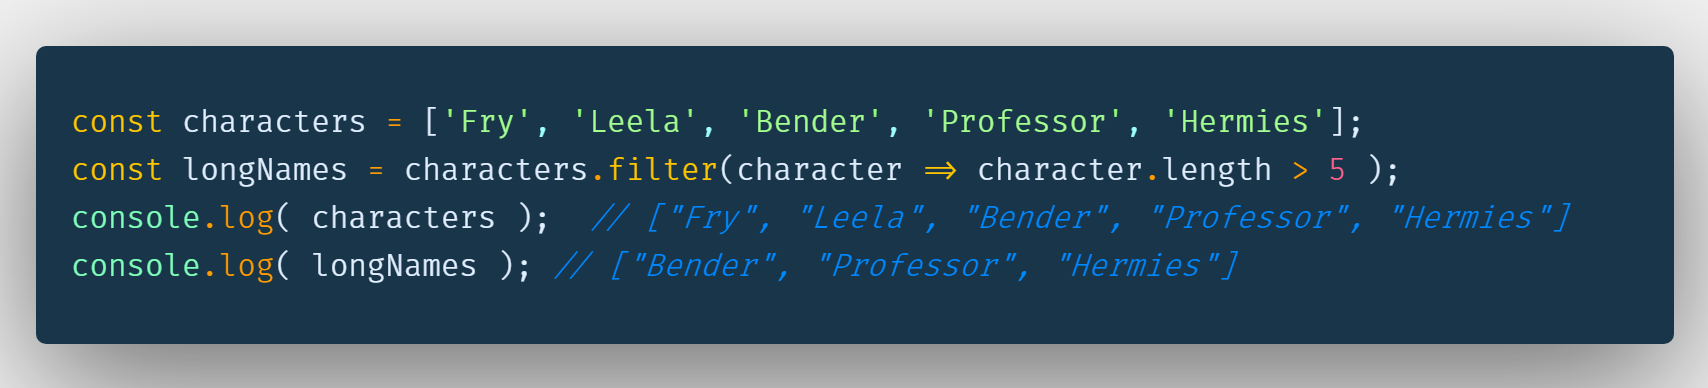 const characters = ['Fry', 'Leela', 'Bender', 'Professor', 'Hermies'];
const longNames = characters.filter(character => character.length > 5 );
console.log( characters );  // ["Fry", "Leela", "Bender", "Professor", "Hermies"]
console.log( longNames ); // ["Bender", "Professor", "Hermies"]